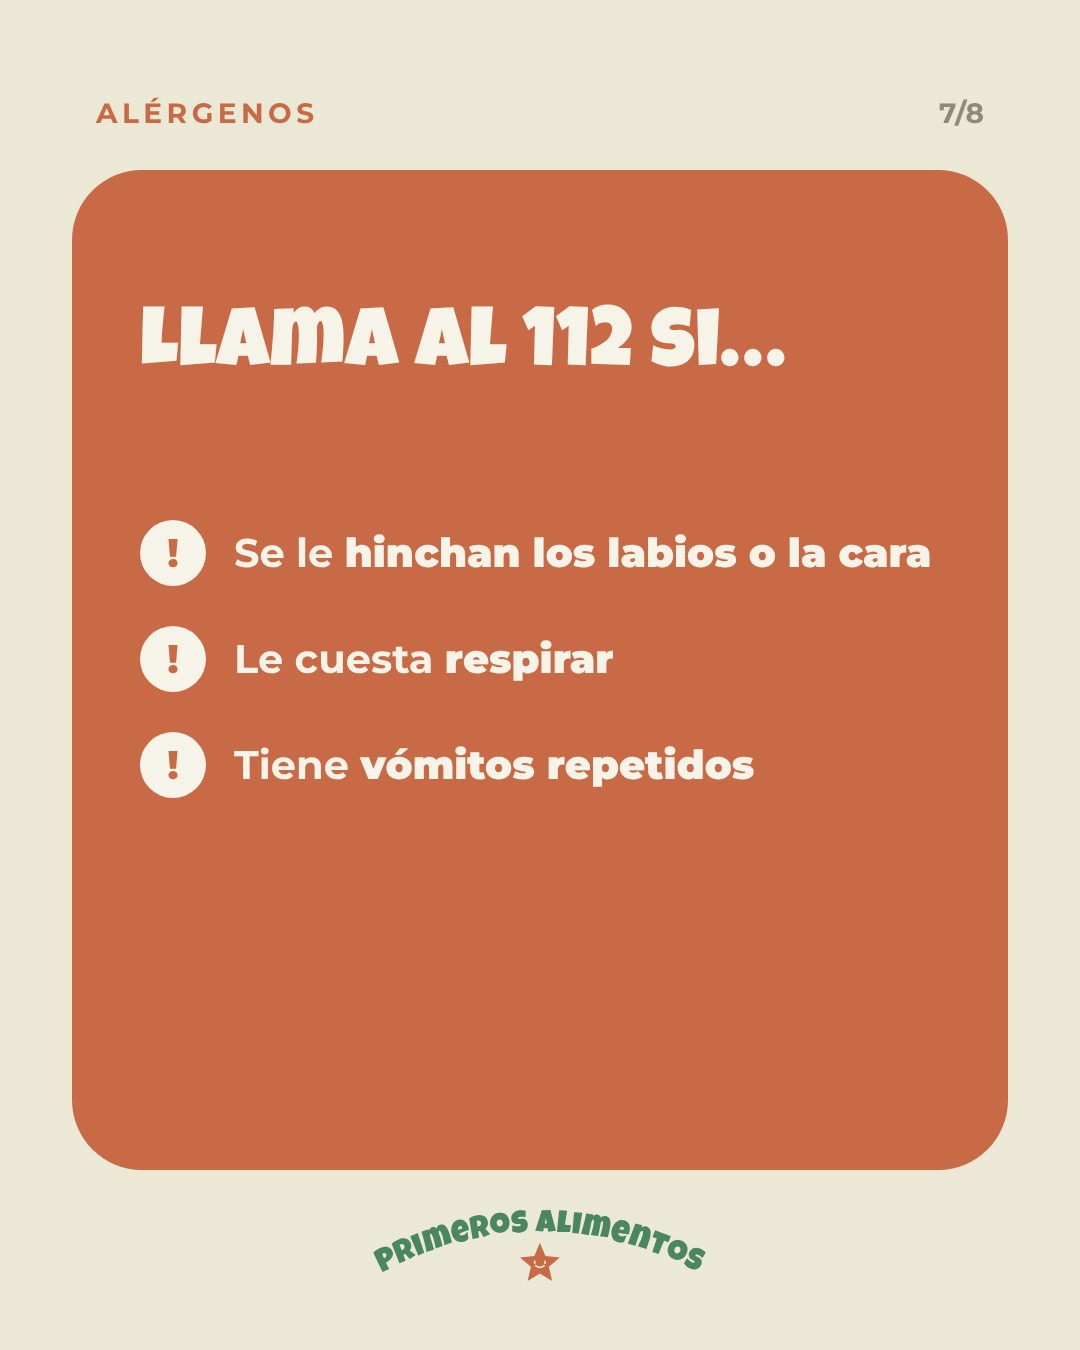 ALÉRGENOS
7/8
LLAMA AL 112 SI...
! Se le hinchan los labios o la cara
! Le cuesta respirar
! Tiene vómitos repetidos
PRIMEROS ALIMENTOS